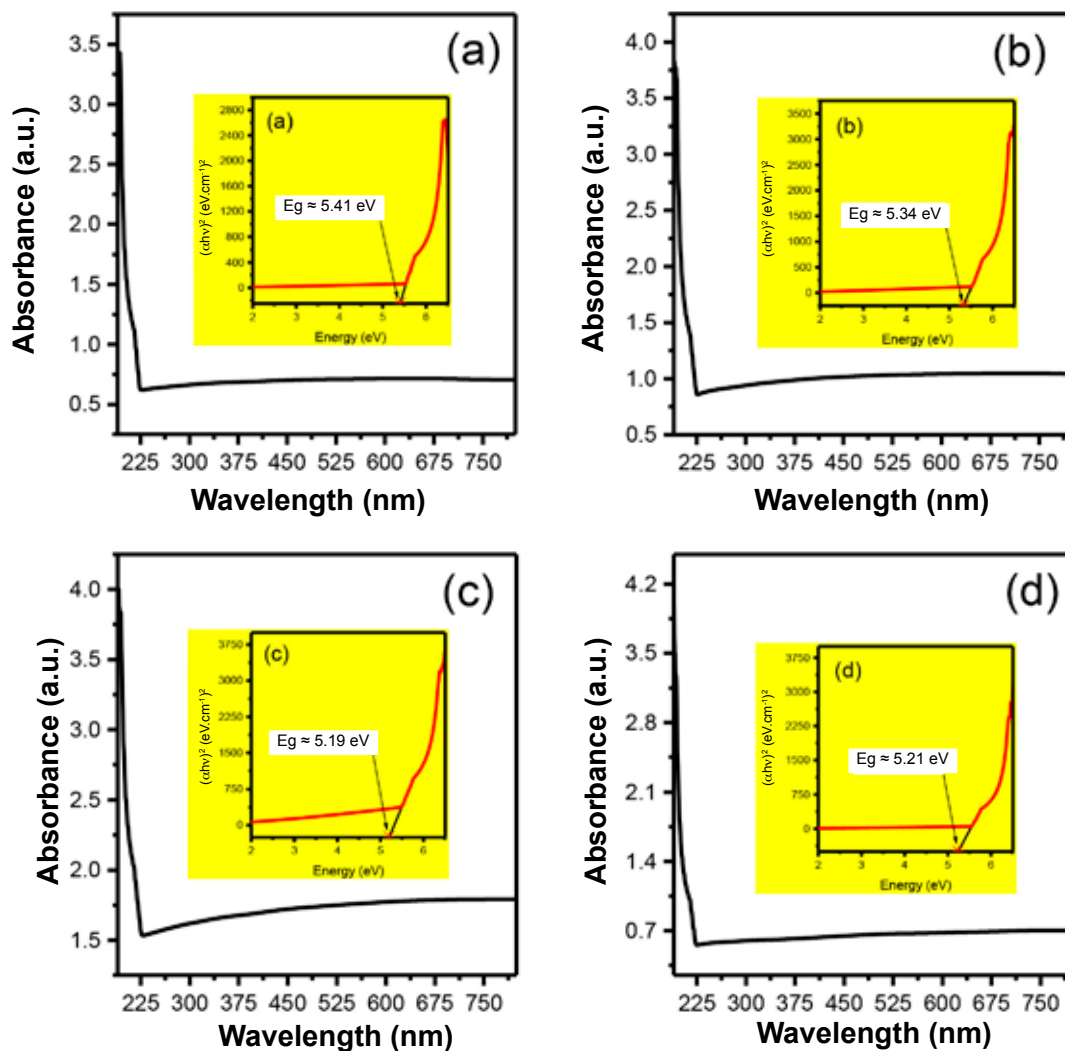 (a)
Absorbance (a.u.)
3.5
3.0
2.5
2.0
1.5
1.0
0.5
225 300 375 450 525 600 675 750
Wavelength (nm)
(a)
(αhν)² (eV.cm⁻¹)²
2800
2400
2000
1600
1200
800
400
0
Eg ≈ 5.41 eV
2 3 4 5 6
Energy (eV)
(b)
Absorbance (a.u.)
4.0
3.5
3.0
2.5
2.0
1.5
1.0
0.5
225 300 375 450 525 600 675 750
Wavelength (nm)
(b)
(αhν)² (eV.cm⁻¹)²
3500
3000
2500
2000
1500
1000
500
0
Eg ≈ 5.34 eV
2 3 4 5 6
Energy (eV)
(c)
Absorbance (a.u.)
4.0
3.5
3.0
2.5
2.0
1.5
225 300 375 450 525 600 675 750
Wavelength (nm)
(c)
(αhν)² (eV.cm⁻¹)²
3750
3000
2250
1500
750
0
Eg ≈ 5.19 eV
2 3 4 5 6
Energy (eV)
(d)
Absorbance (a.u.)
4.2
3.5
2.8
2.1
1.4
0.7
225 300 375 450 525 600 675 750
Wavelength (nm)
(d)
(αhν)² (eV.cm⁻¹)²
3750
3000
2250
1500
750
0
Eg ≈ 5.21 eV
2 3 4 5 6
Energy (eV)